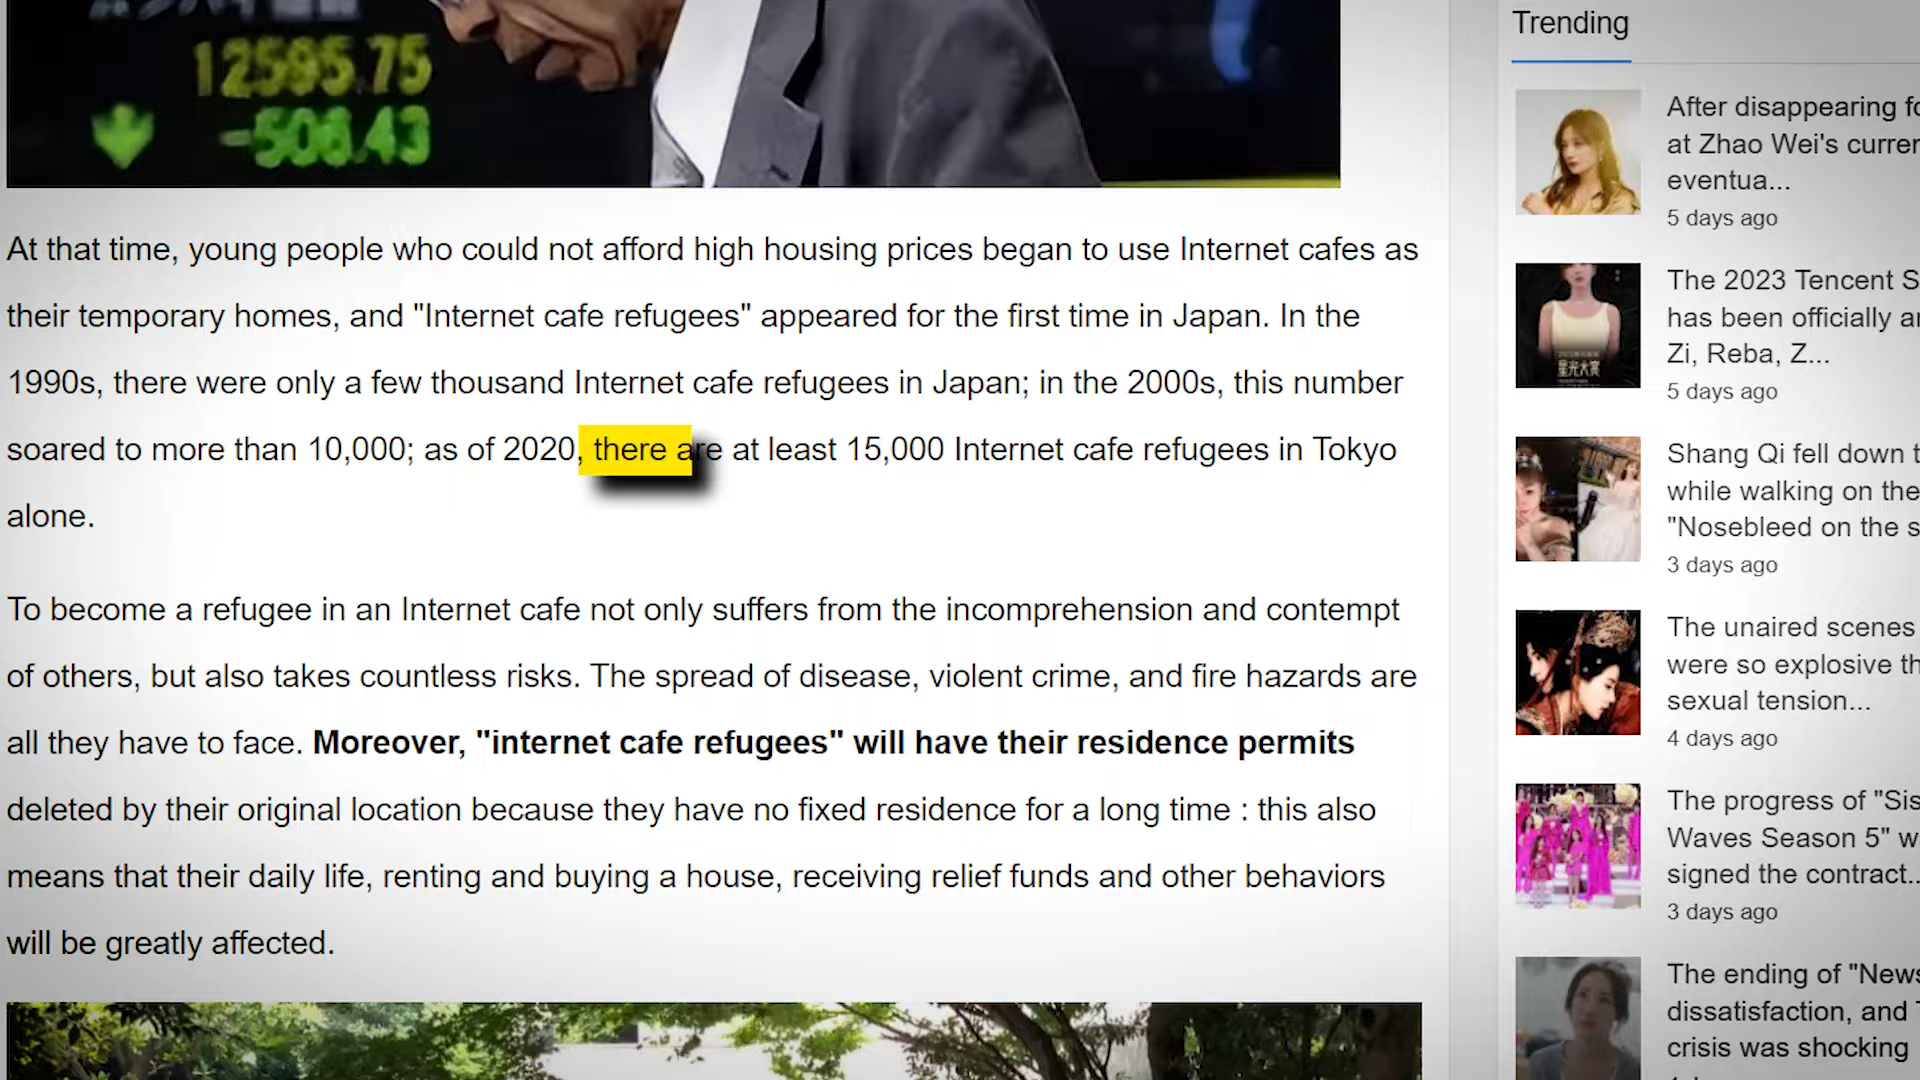 12595.75
-508.43
At that time, young people who could not afford high housing prices began to use Internet cafes as
their temporary homes, and "Internet cafe refugees" appeared for the first time in Japan. In the
1990s, there were only a few thousand Internet cafe refugees in Japan; in the 2000s, this number
soared to more than 10,000; as of 2020, there are at least 15,000 Internet cafe refugees in Tokyo
alone.
To become a refugee in an Internet cafe not only suffers from the incomprehension and contempt
of others, but also takes countless risks. The spread of disease, violent crime, and fire hazards are
all they have to face. Moreover, "internet cafe refugees" will have their residence permits
deleted by their original location because they have no fixed residence for a long time : this also
means that their daily life, renting and buying a house, receiving relief funds and other behaviors
will be greatly affected.
Trending
After disappearing
at Zhao Wei's
eventua...
5 days ago
The 2023 Tencent
has been officially
Zi, Reba, Z...
5 days ago
Shang Qi fell down
while walking on the
"Nosebleed on the
3 days ago
The unaired scenes
were so explosive
sexual tension...
4 days ago
The progress of
Waves Season 5"
signed the contract...
3 days ago
The ending of
dissatisfaction, and
crisis was shocking